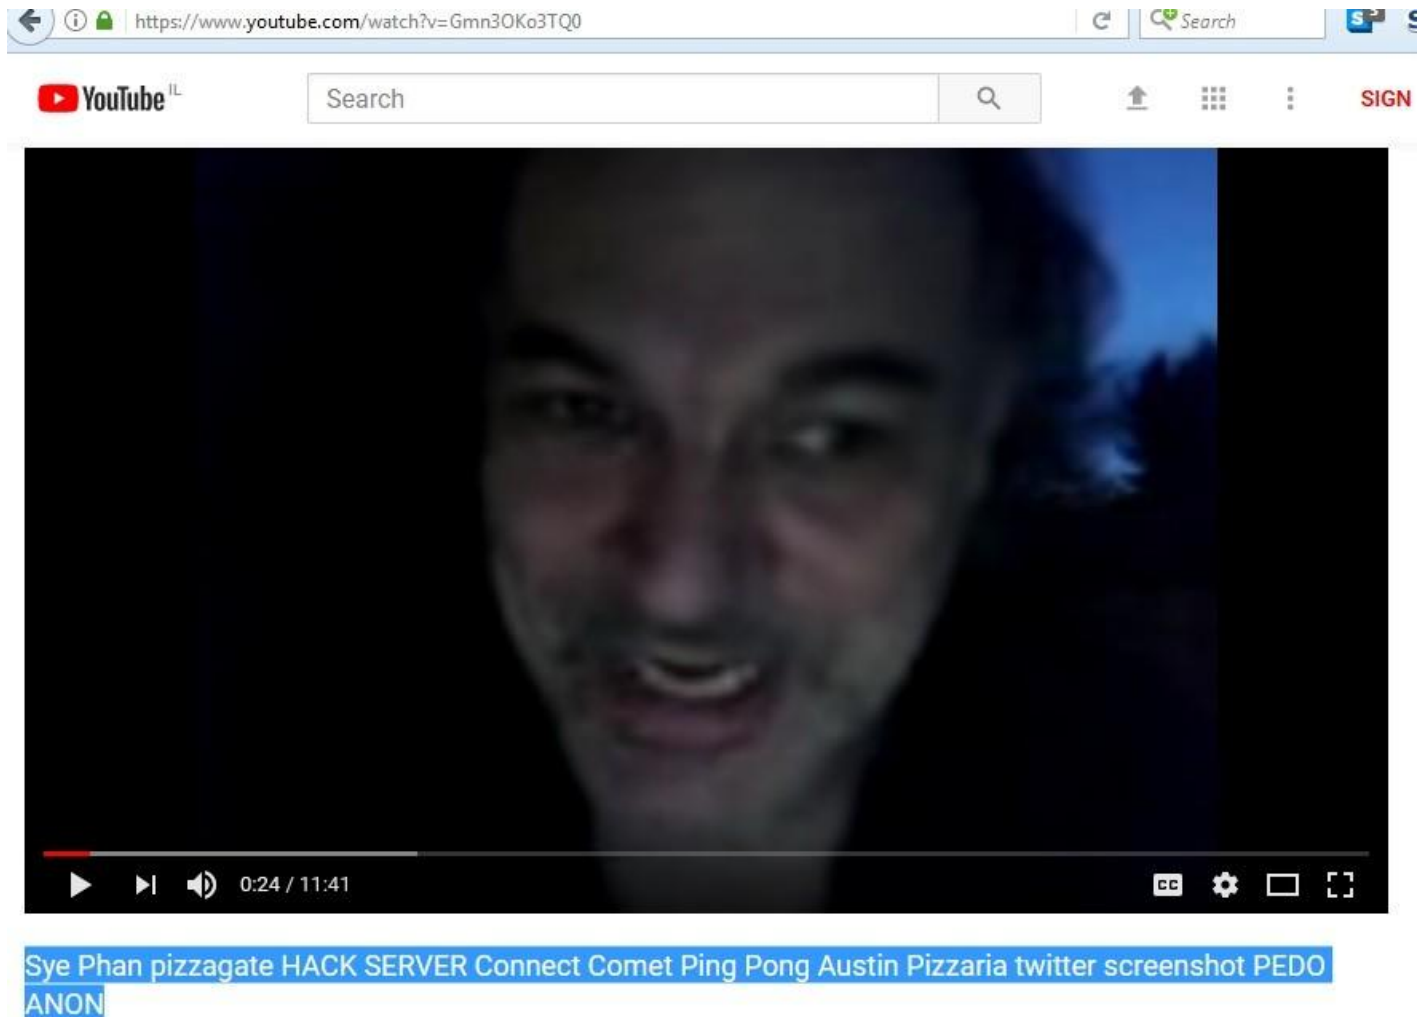 https://www.youtube.com/watch?v=Gmn3OKo3TQ0
Search
YouTube IL
Search
SIGN
0:24 / 11:41
CC
Sye Phan pizzagate HACK SERVER Connect Comet Ping Pong Austin Pizzaria twitter screenshot PEDO
ANON